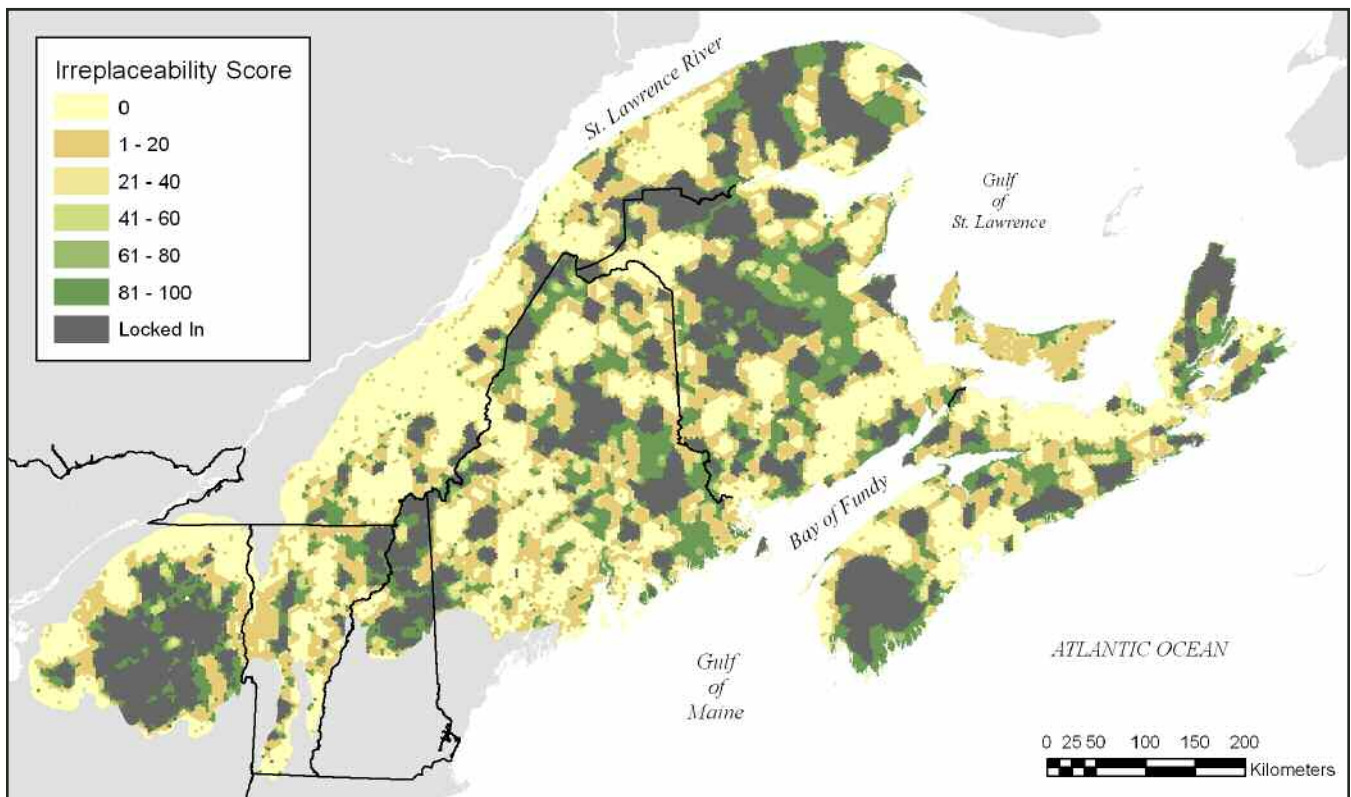 Irreplaceability Score
0
1 - 20
21 - 40
41 - 60
61 - 80
81 - 100
Locked In
St. Lawrence River
Gulf
of
St. Lawrence
Bay of Fundy
Gulf
of
Maine
ATLANTIC OCEAN
0 25 50 100 150 200
Kilometers